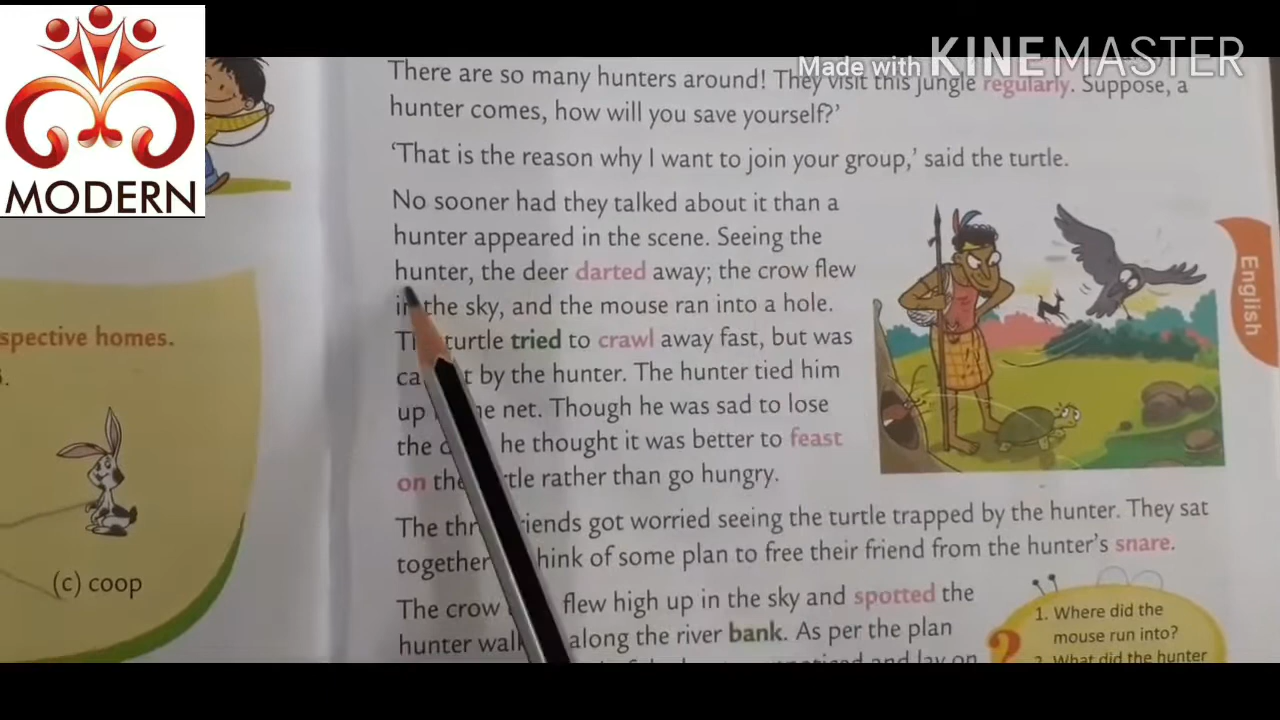 MODERN
Made with KINEMASTER
There are so many hunters around! They visit this jungle regularly. Suppose, a
hunter comes, how will you save yourself?'
'That is the reason why I want to join your group,' said the turtle.
No sooner had they talked about it than a
hunter appeared in the scene. Seeing the
hunter, the deer darted away; the crow flew
in the sky, and the mouse ran into a hole.
turtle tried to crawl away fast, but was
by the hunter. The hunter tied him
up net. Though he was sad to lose
the he thought it was better to feast
on rather than go hungry.
The got worried seeing the turtle trapped by the hunter. They sat
together of some plan to free their friend from the hunter's snare.
The crow flew high up in the sky and spotted the
hunter along the river bank. As per the plan
and lay on
1. Where did the
mouse run into?
2. What did the hunter
English
spective homes.
(c) coop